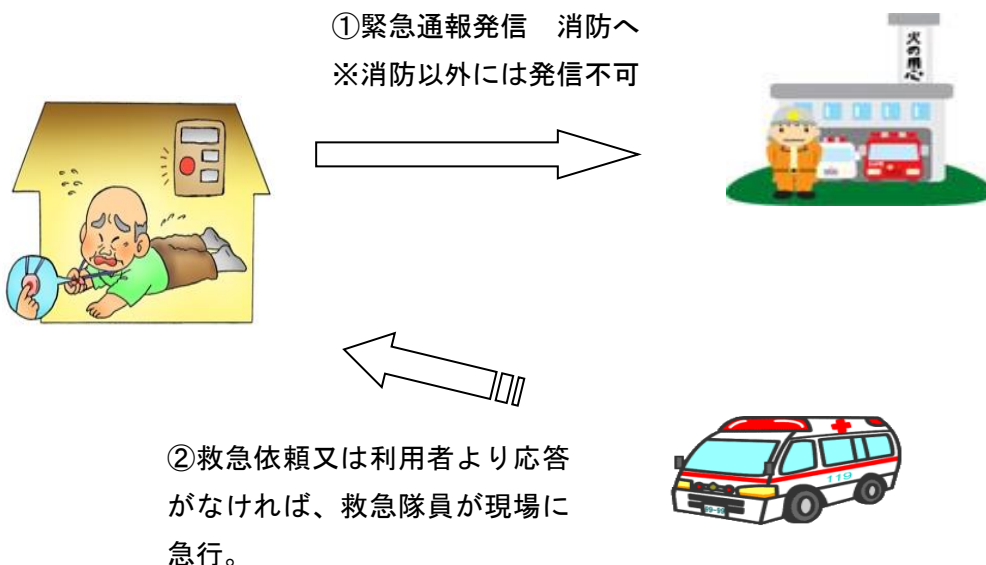 ①緊急通報発信　消防へ
※消防以外には発信不可
火の用心
②救急依頼又は利用者より応答
がなければ、救急隊員が現場に
急行。
119
99-99